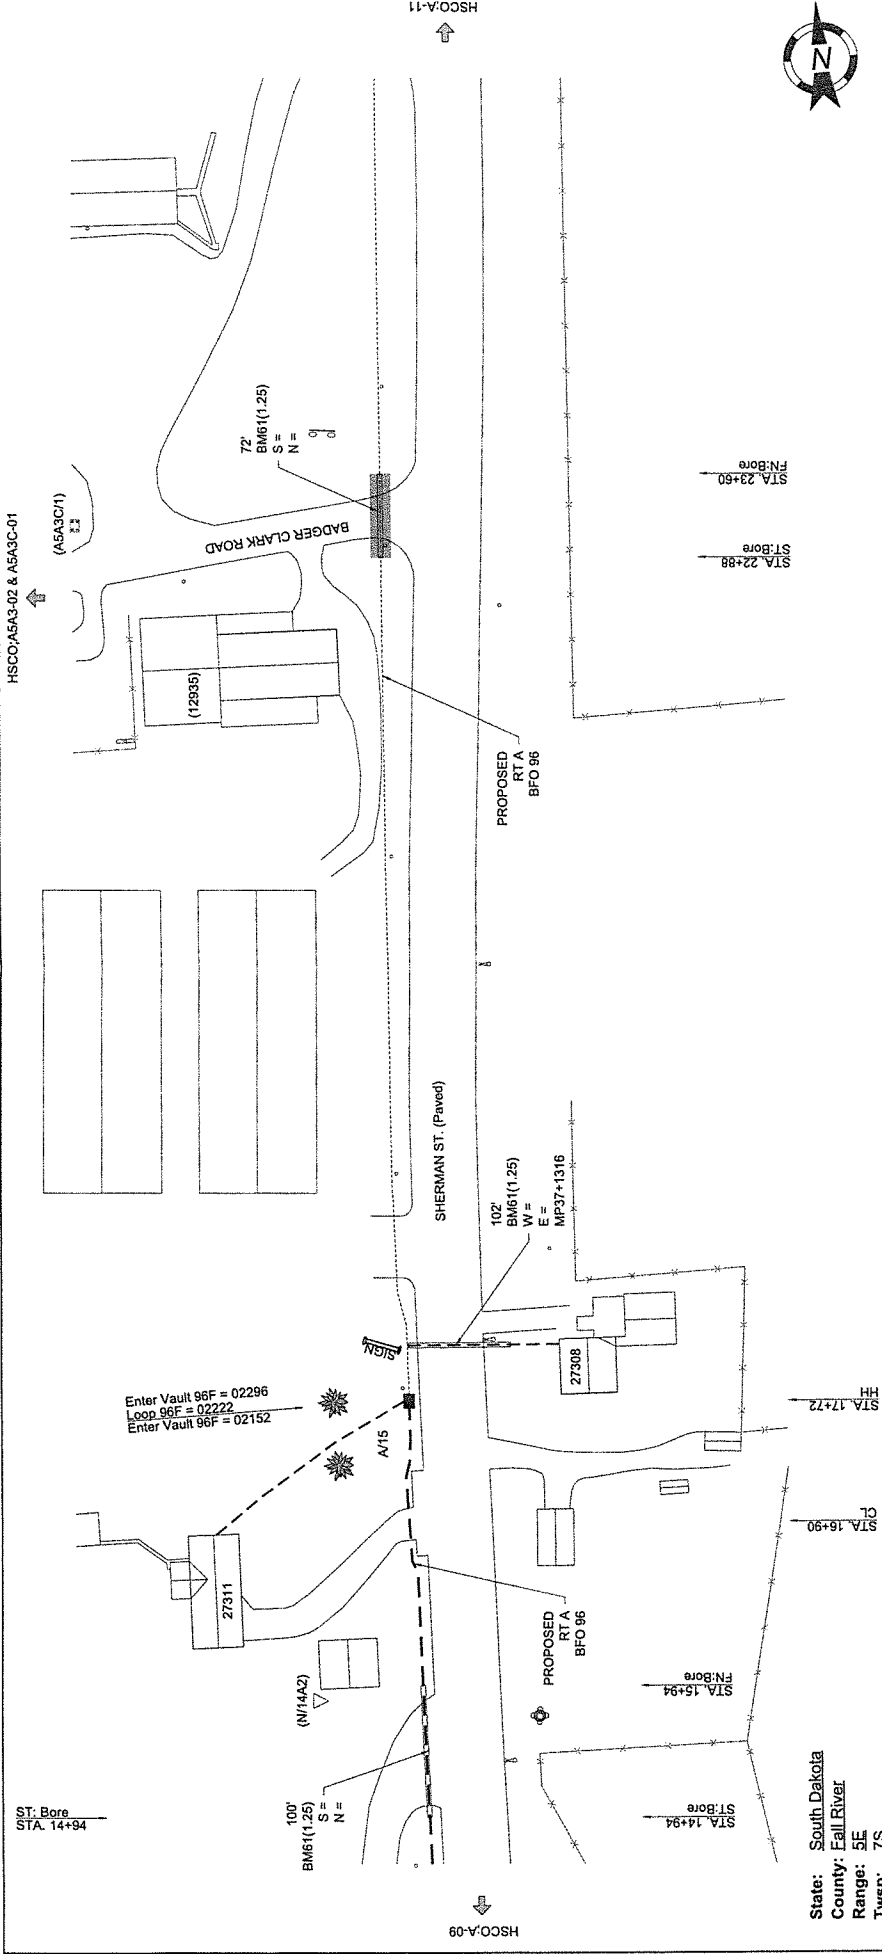 HSCO;A-11
N
HSCO;A5A3-02 & A5A3C-01
(A5A3C/1)
72'
BM61(1.25)
S =
N =
BADGER CLARK ROAD
(12935)
STA. 23+60
FN:Bore
STA. 22+88
ST:Bore
PROPOSED
RT A
BFO 96
SHERMAN ST. (Paved)
102'
BM61(1.25)
W =
E =
MP37+1316
SIGN
27308
Enter Vault 96F = 02296
Loop 96F = 02222
Enter Vault 96F = 02152
A/15
27311
STA. 17+72
HH
STA. 16+90
CL
PROPOSED
RT A
BFO 96
(N/14A2)
STA. 15+94
FN:Bore
100'
BM61(1.25)
S =
N =
ST: Bore
STA. 14+94
STA. 14+94
ST:Bore
HSCO;A-09
State: South Dakota
County: Fall River
Range: 5E
Twsp: 7S